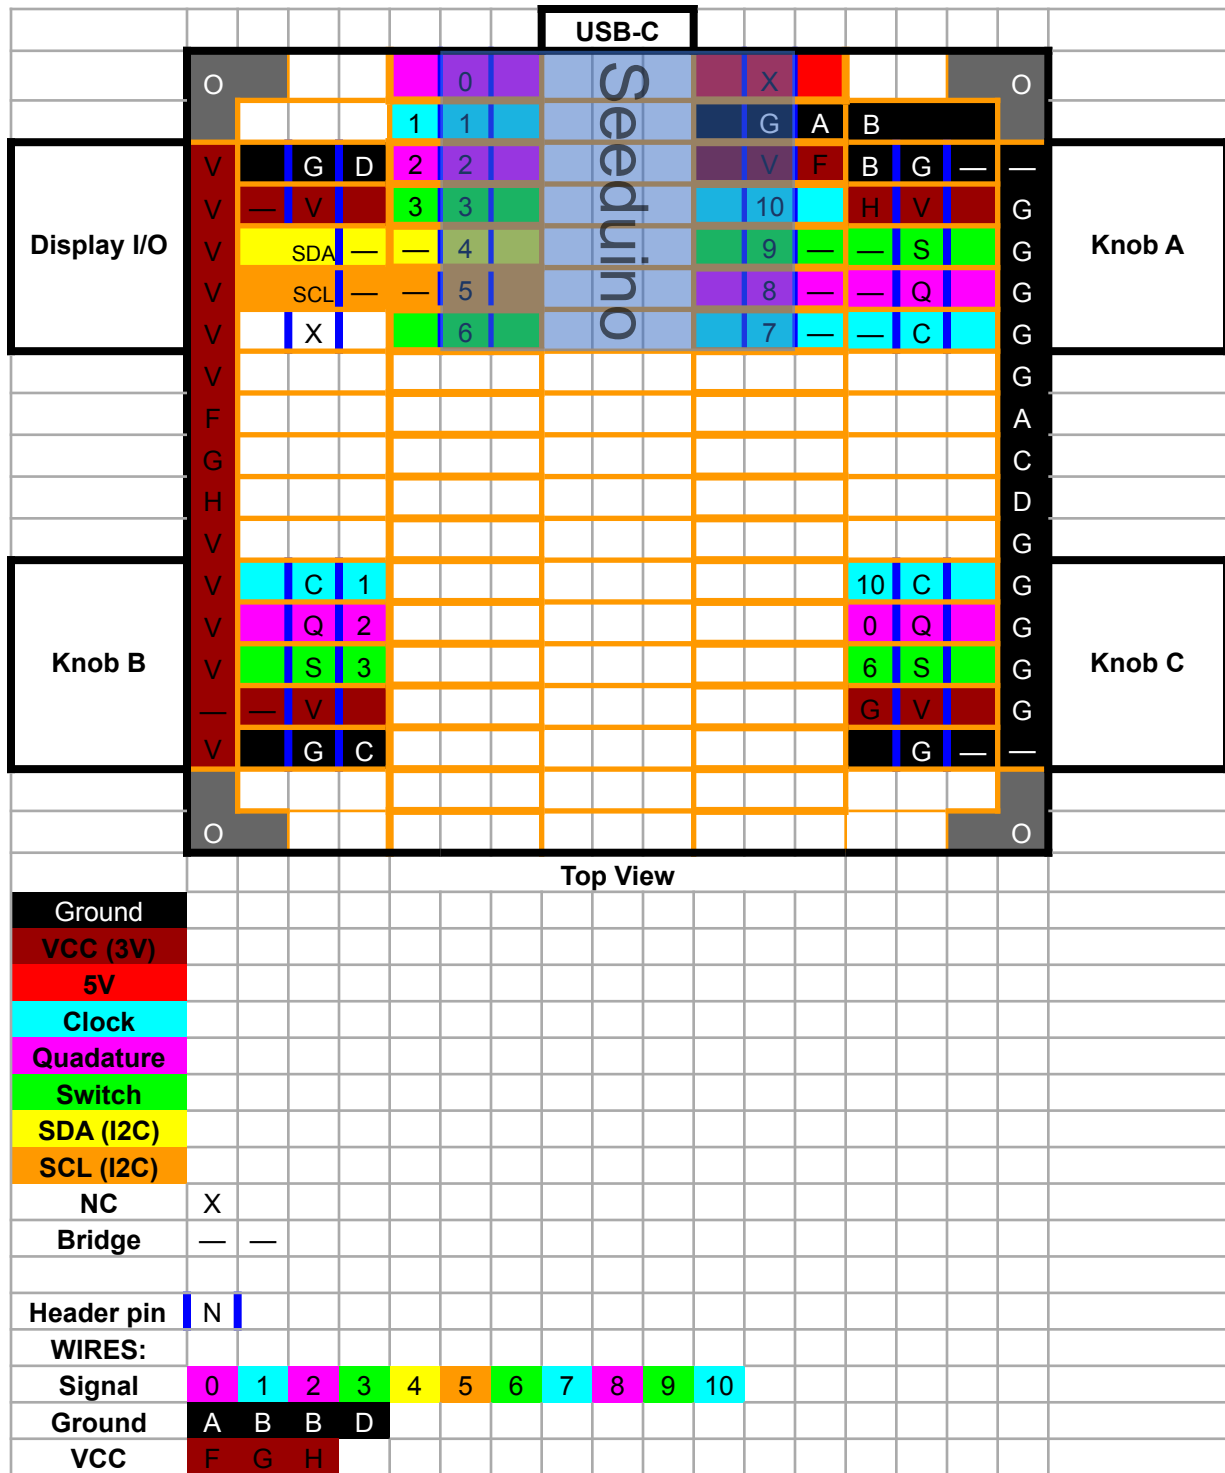 USB-C
O 0 X O
1 1 G A B
V G D 2 2 V F B G — —
V — V 3 3 10 H V G
Display I/O V SDA — — 4 9 — — S G Knob A
V SCL — — 5 8 — — Q G
V X 6 7 — — C G
Seeduino
V G
F A
G C
H D
V G
V C 1 10 C G
V Q 2 0 Q G
Knob B V S 3 6 S G Knob C
— — V G V G
V G C G — —
O O
Top View
Ground
VCC (3V)
5V
Clock
Quadature
Switch
SDA (I2C)
SCL (I2C)
NC X
Bridge — —
Header pin N
WIRES:
Signal 0 1 2 3 4 5 6 7 8 9 10
Ground A B B D
VCC F G H